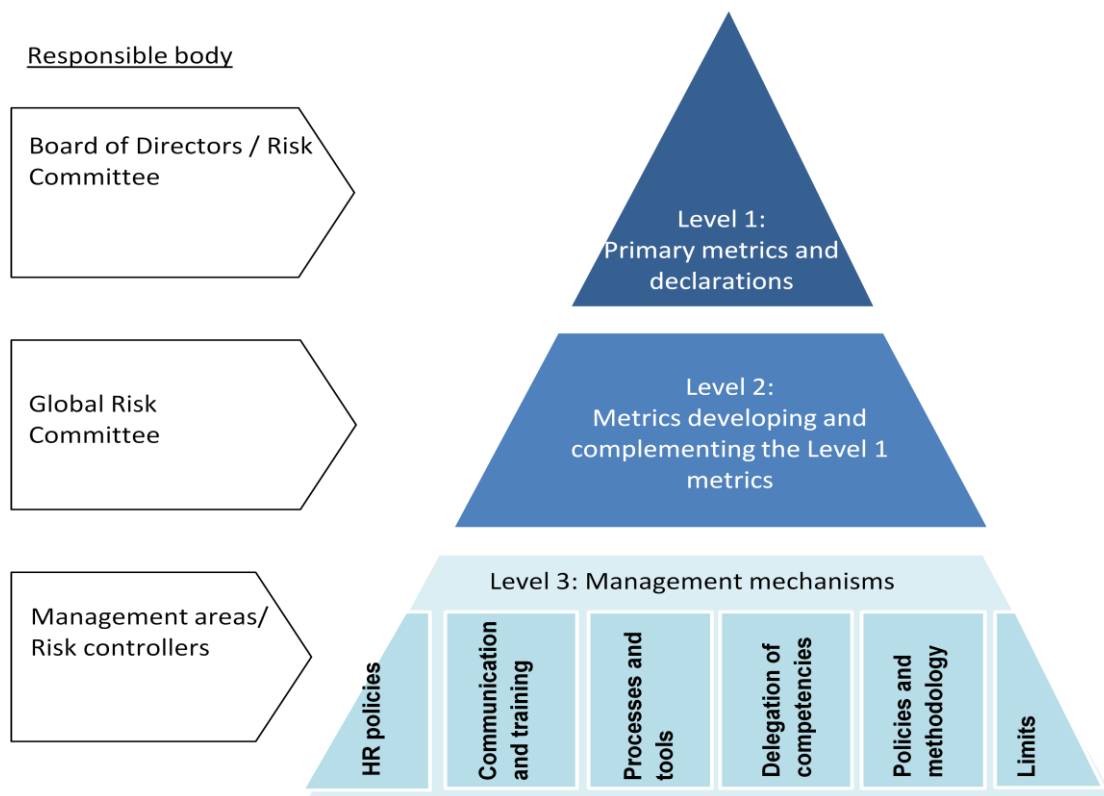 Responsible body
Board of Directors / Risk
Committee
Level 1:
Primary metrics and
declarations
Global Risk
Committee
Level 2:
Metrics developing and
complementing the Level 1
metrics
Management areas/
Risk controllers
Level 3: Management mechanisms
HR policies
Communication
and training
Processes and
tools
Delegation of
competencies
Policies and
methodology
Limits